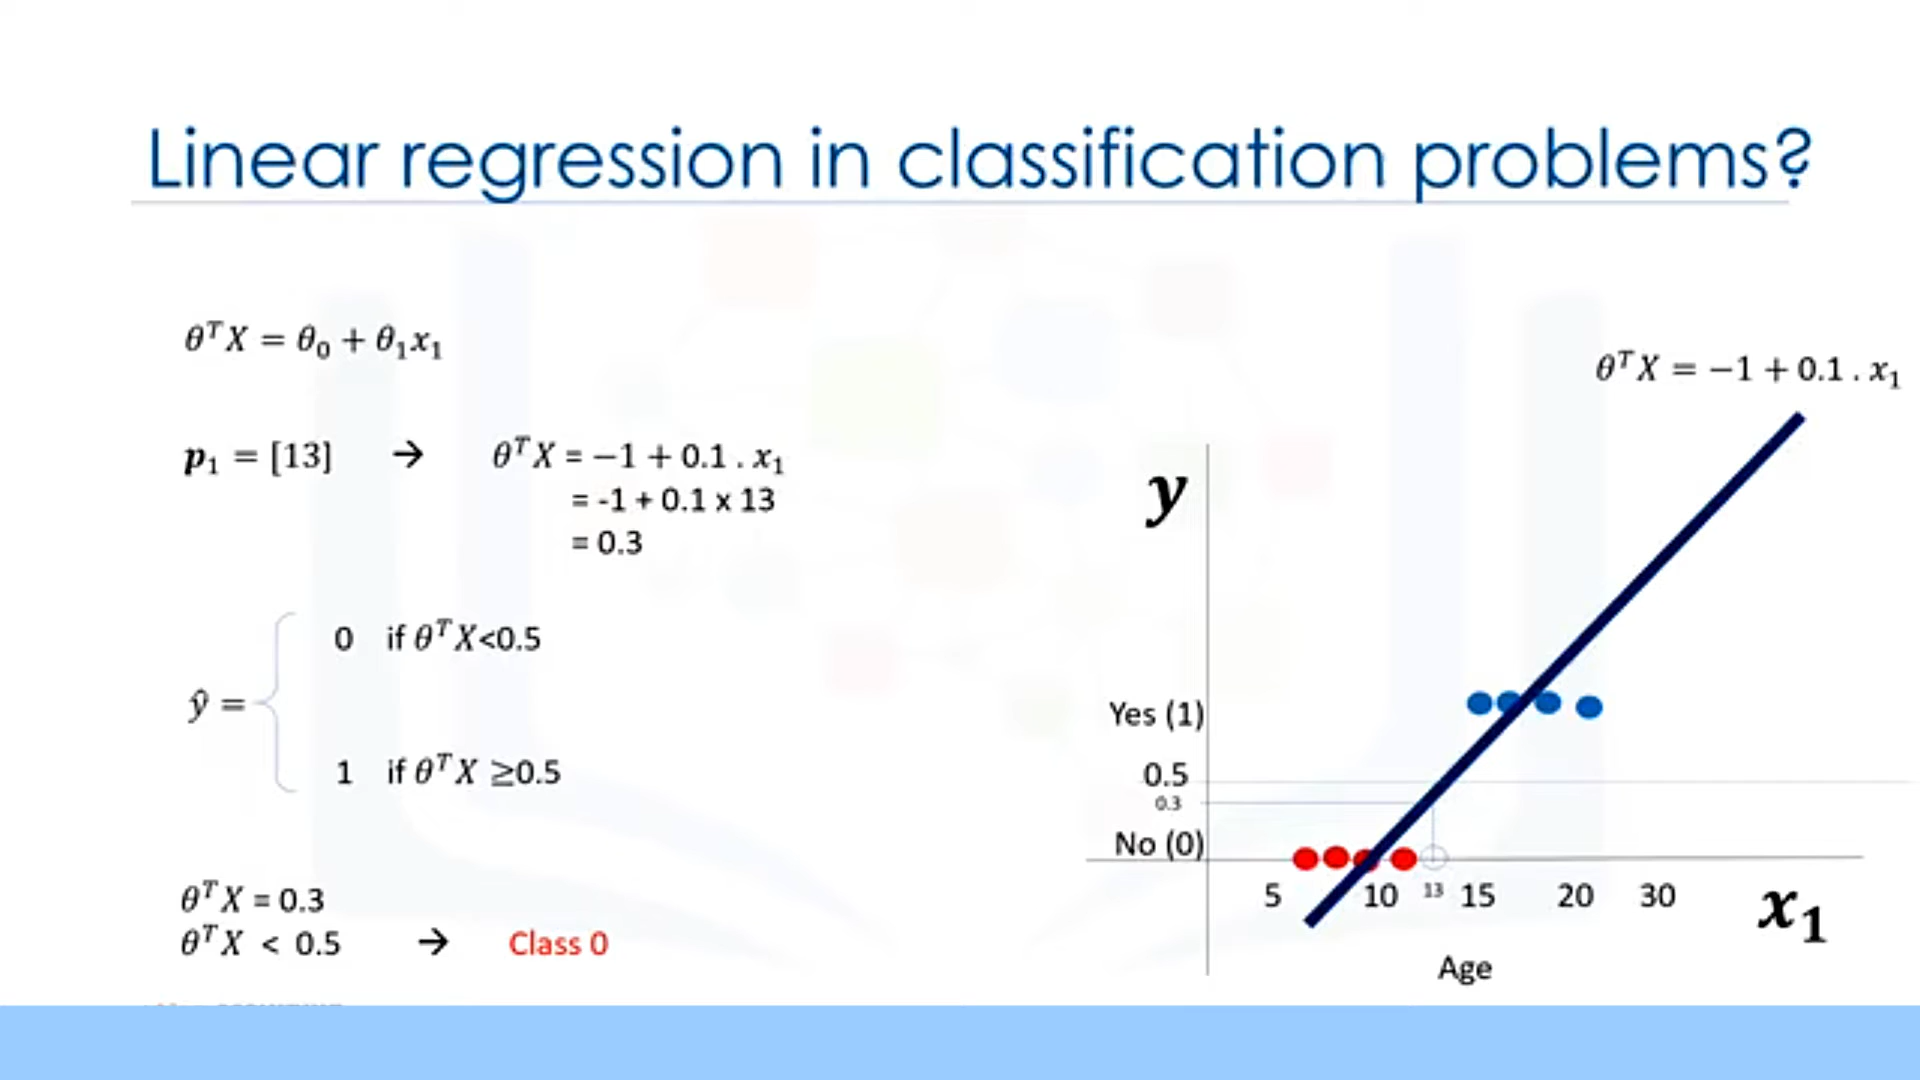 Linear regression in classification problems?
θᵀX = θ₀ + θ₁x₁
θᵀX = −1 + 0.1 . x₁
p₁ = [13] → θᵀX = −1 + 0.1 . x₁
= -1 + 0.1 x 13
= 0.3
0 if θᵀX<0.5
ŷ =
1 if θᵀX ≥0.5
θᵀX = 0.3
θᵀX < 0.5 → Class 0
y
Yes (1)
0.5
0.3
No (0)
5 10 13 15 20 30
x₁
Age